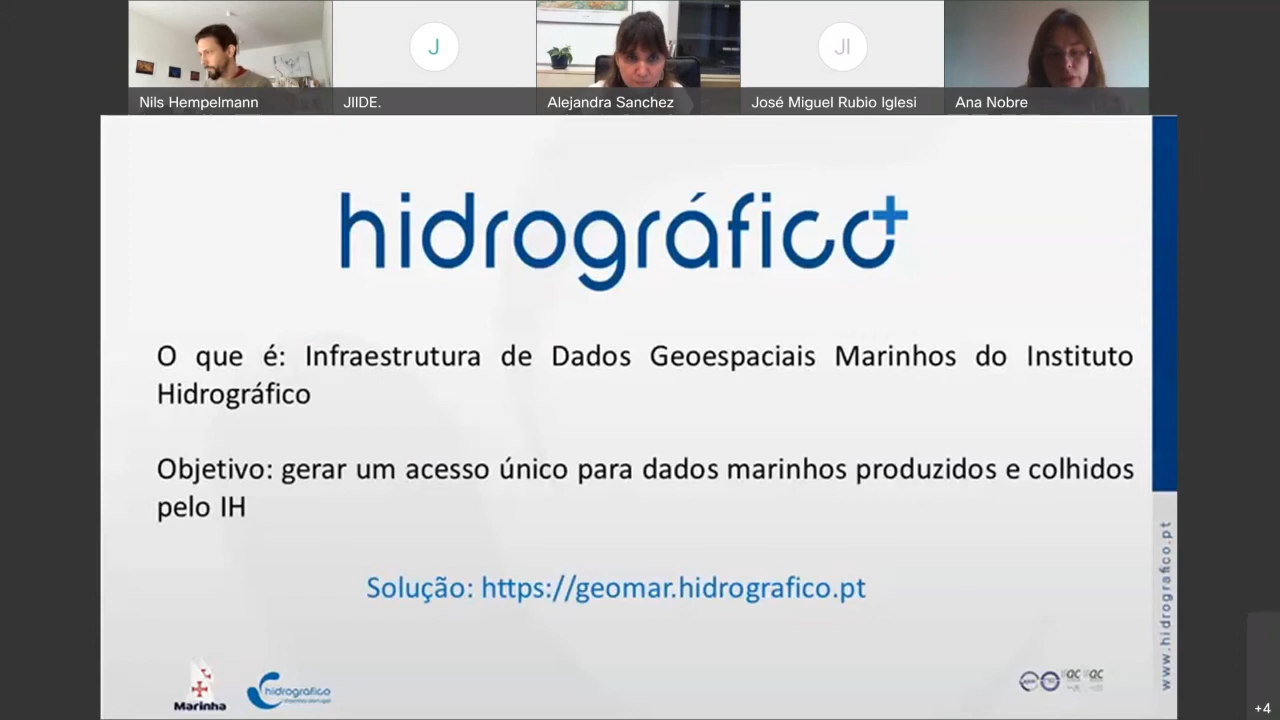 Nils Hempelmann
J
JIIDE.
Alejandra Sanchez
JI
José Miguel Rubio Iglesi
Ana Nobre
hidrográfico+
O que é: Infraestrutura de Dados Geoespaciais Marinhos do Instituto
Hidrográfico
Objetivo: gerar um acesso único para dados marinhos produzidos e colhidos
pelo IH
Solução: https://geomar.hidrografico.pt
www.hidrografico.pt
Marinha
hidrográfico
+4